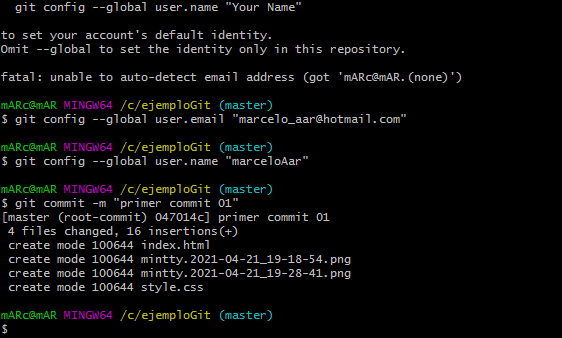 git config --global user.name "Your Name"
to set your account's default identity.
Omit --global to set the identity only in this repository.
fatal: unable to auto-detect email address (got 'mARc@mAR.(none)')
mARc@mAR MINGW64 /c/ejemploGit (master)
$ git config --global user.email "marcelo_aar@hotmail.com"
mARc@mAR MINGW64 /c/ejemploGit (master)
$ git config --global user.name "marceloAar"
mARc@mAR MINGW64 /c/ejemploGit (master)
$ git commit -m "primer commit 01"
[master (root-commit) 047014c] primer commit 01
4 files changed, 16 insertions(+)
create mode 100644 index.html
create mode 100644 mintty.2021-04-21_19-18-54.png
create mode 100644 mintty.2021-04-21_19-28-41.png
create mode 100644 style.css
mARc@mAR MINGW64 /c/ejemploGit (master)
$